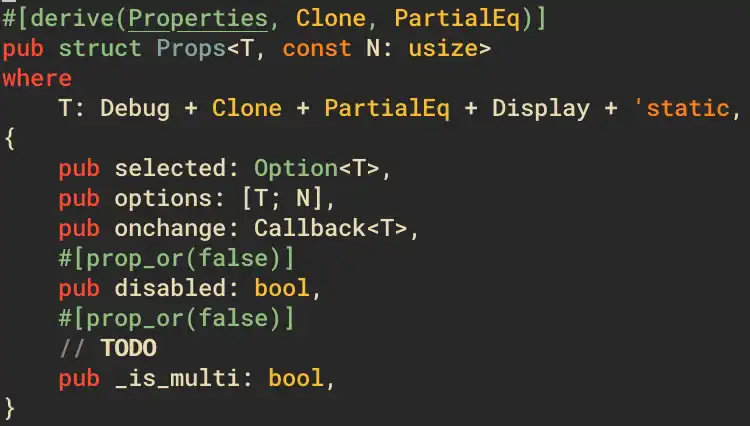 #[derive(Properties, Clone, PartialEq)]
pub struct Props<T, const N: usize>
where
    T: Debug + Clone + PartialEq + Display + 'static,
{
    pub selected: Option<T>,
    pub options: [T; N],
    pub onchange: Callback<T>,
    #[prop_or(false)]
    pub disabled: bool,
    #[prop_or(false)]
    // TODO
    pub _is_multi: bool,
}